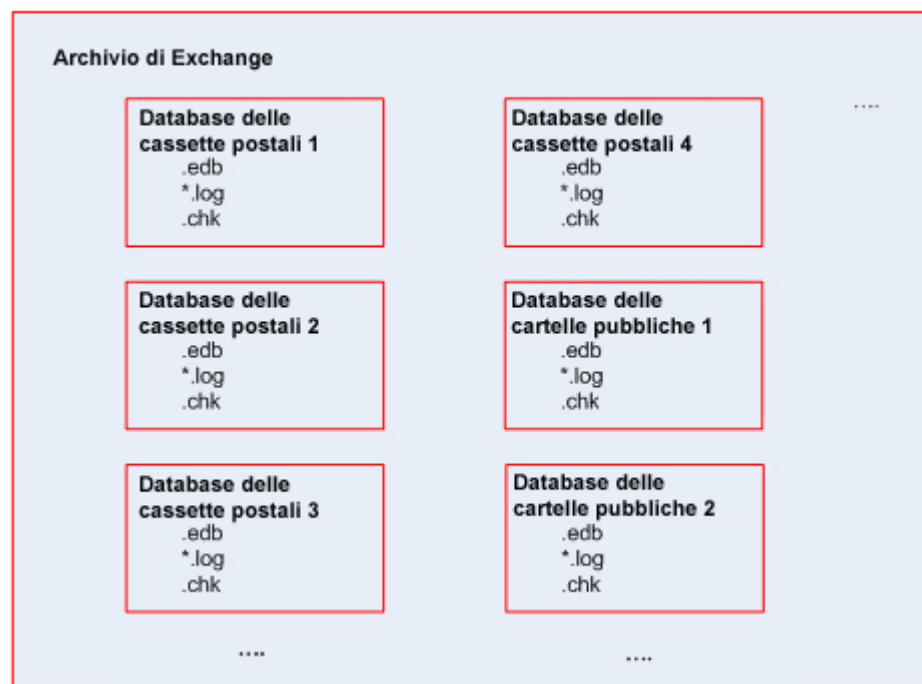 Archivio di Exchange
Database delle
cassette postali 1
.edb
*.log
.chk
Database delle
cassette postali 2
.edb
*.log
.chk
Database delle
cassette postali 3
.edb
*.log
.chk
....
Database delle
cassette postali 4
.edb
*.log
.chk
Database delle
cartelle pubbliche 1
.edb
*.log
.chk
Database delle
cartelle pubbliche 2
.edb
*.log
.chk
....
....